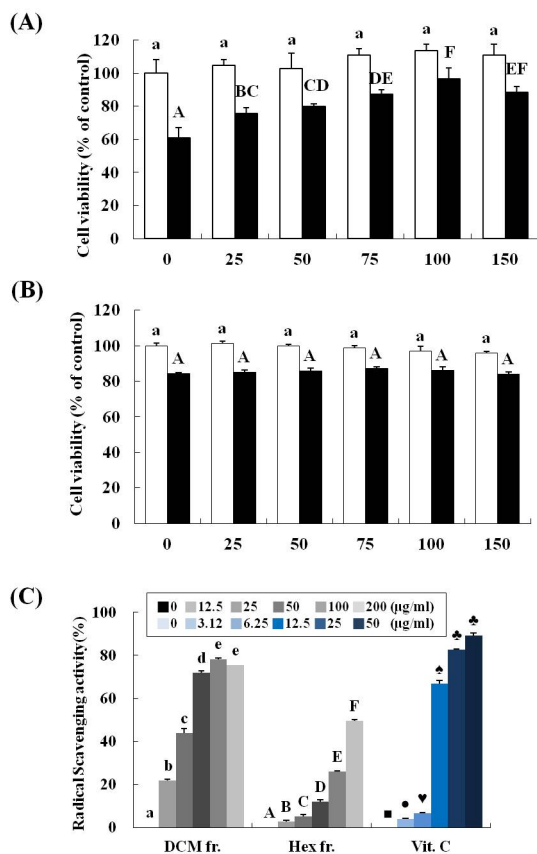 (A)
Cell viability (% of control)
120
100
80
60
40
20
0
a a a a a a
A BC CD DE F EF
0 25 50 75 100 150
(B)
Cell viability (% of control)
120
100
80
60
40
20
0
a a a a a a
A A A A A A
0 25 50 75 100 150
(C)
Radical Scavenging activity(%)
100
80
60
40
20
0
0 12.5 25 50 100 200 (μg/ml)
0 3.12 6.25 12.5 25 50 (μg/ml)
a b c d e e
A B C D E F
■ ● ♥ ♠ ♣ ♣
DCM fr. Hex fr. Vit. C